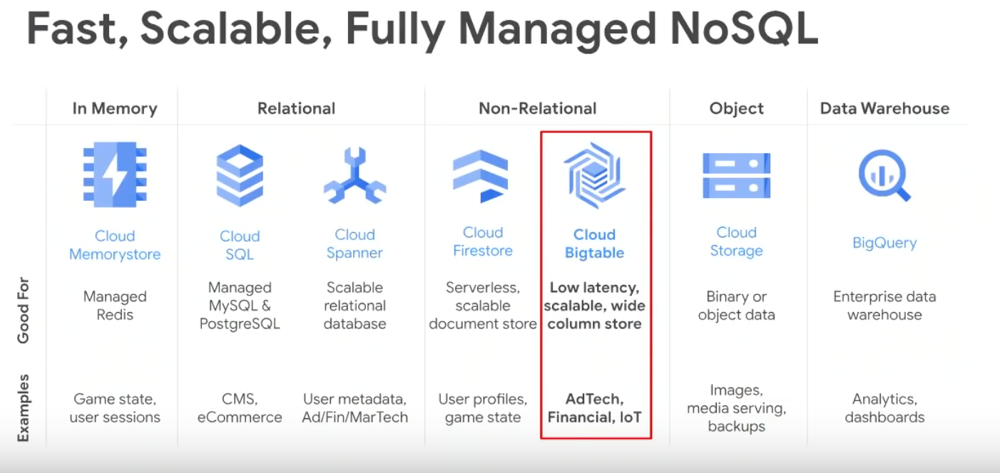 Fast, Scalable, Fully Managed NoSQL
In Memory
Relational
Non-Relational
Object
Data Warehouse
Cloud
Memorystore
Cloud
SQL
Cloud
Spanner
Cloud
Firestore
Cloud
Bigtable
Cloud
Storage
BigQuery
Good For
Managed
Redis
Managed
MySQL &
PostgreSQL
Scalable
relational
database
Serverless,
scalable
document store
Low latency,
scalable, wide
column store
Binary or
object data
Enterprise data
warehouse
Examples
Game state,
user sessions
CMS,
eCommerce
User metadata,
Ad/Fin/MarTech
User profiles,
game state
AdTech,
Financial, IoT
Images,
media serving,
backups
Analytics,
dashboards